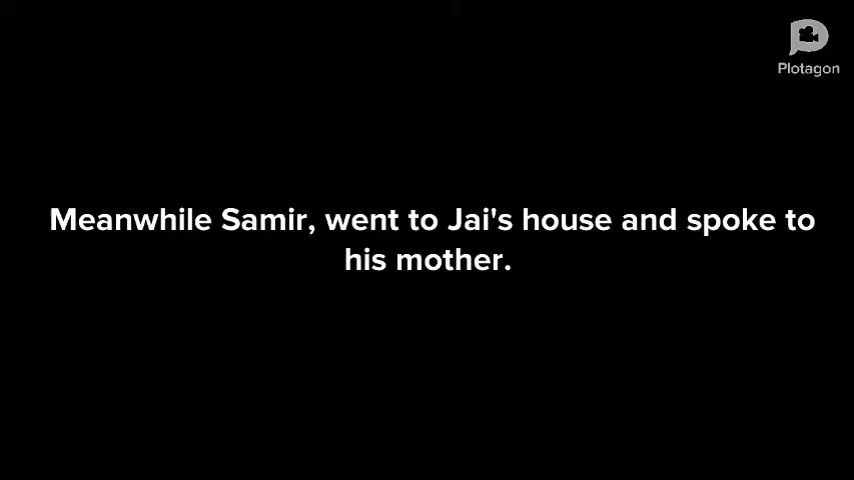 Plotagon
Meanwhile Samir, went to Jai's house and spoke to
his mother.